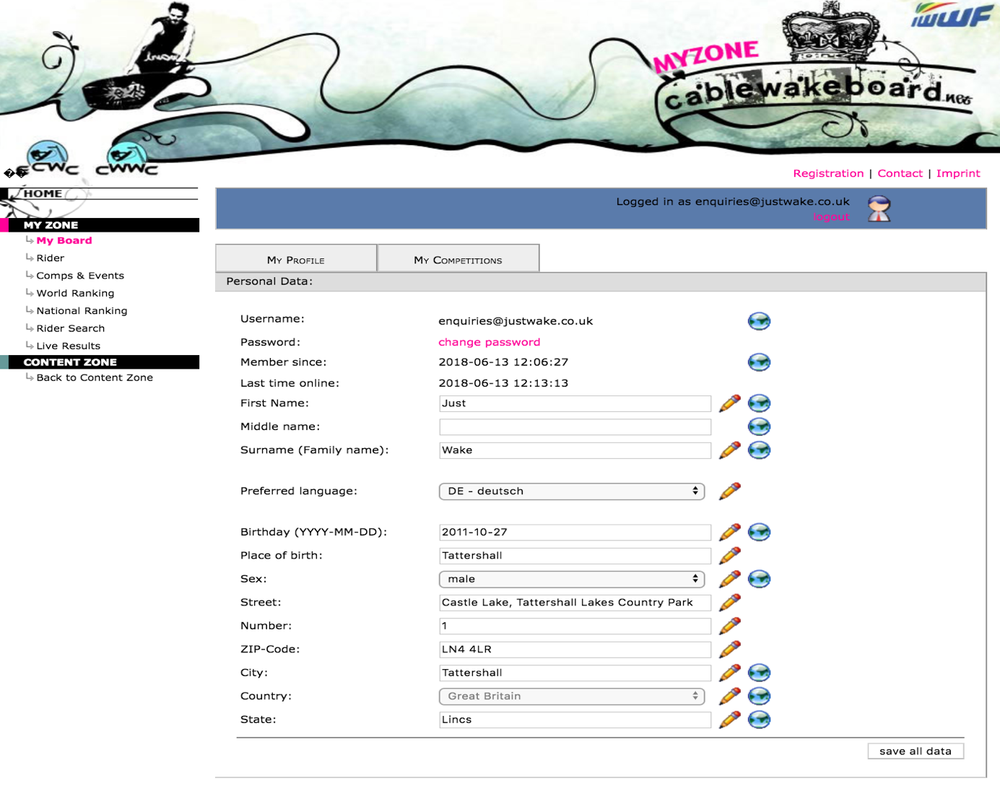 IWWF
MYZONE
cablewakeboard.net
CWC CWWC
Registration | Contact | Imprint
HOME
Logged in as enquiries@justwake.co.uk
logout
MY ZONE
My Board
Rider
Comps & Events
World Ranking
National Ranking
Rider Search
Live Results
CONTENT ZONE
Back to Content Zone
My Profile My Competitions
Personal Data:
Username: enquiries@justwake.co.uk
Password: change password
Member since: 2018-06-13 12:06:27
Last time online: 2018-06-13 12:13:13
First Name: Just
Middle name:
Surname (Family name): Wake
Preferred language: DE - deutsch
Birthday (YYYY-MM-DD): 2011-10-27
Place of birth: Tattershall
Sex: male
Street: Castle Lake, Tattershall Lakes Country Park
Number: 1
ZIP-Code: LN4 4LR
City: Tattershall
Country: Great Britain
State: Lincs
save all data